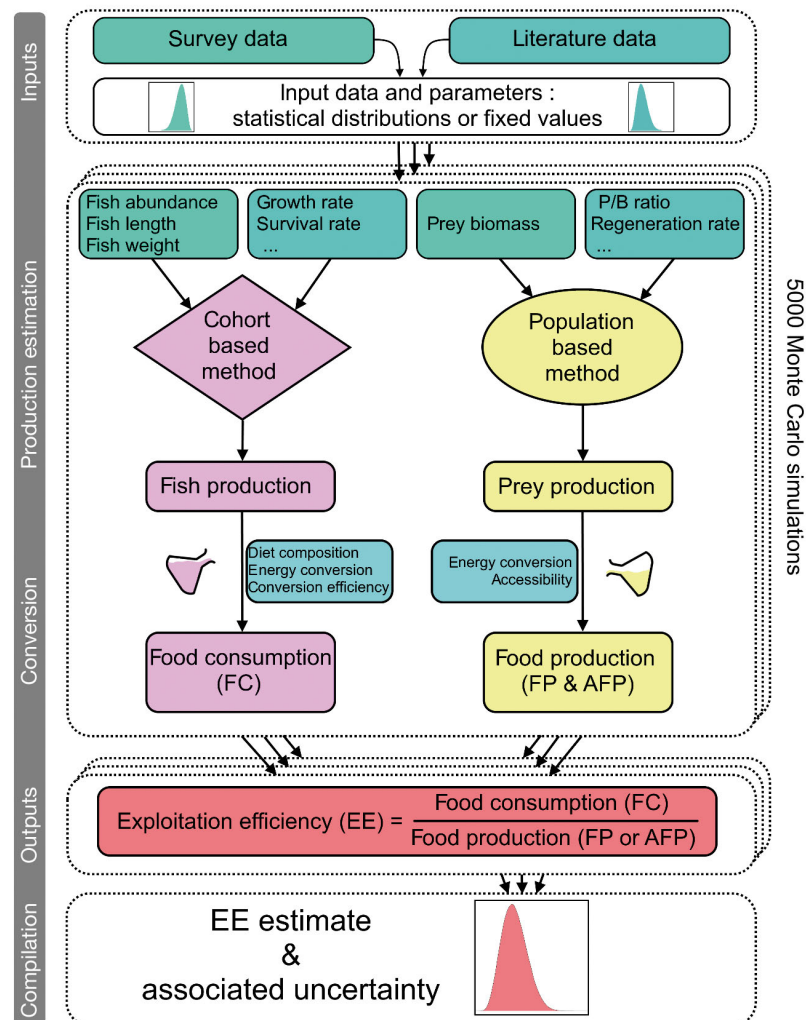 Inputs
Survey data
Literature data
Input data and parameters :
statistical distributions or fixed values
Production estimation
Fish abundance
Fish length
Fish weight
Growth rate
Survival rate
...
Prey biomass
P/B ratio
Regeneration rate
...
5000 Monte Carlo simulations
Cohort
based
method
Population
based
method
Fish production
Prey production
Conversion
Diet composition
Energy conversion
Conversion efficiency
Energy conversion
Accessibility
Food consumption
(FC)
Food production
(FP & AFP)
Outputs
Exploitation efficiency (EE) =
Food consumption (FC)
Food production (FP or AFP)
Compilation
EE estimate
&
associated uncertainty